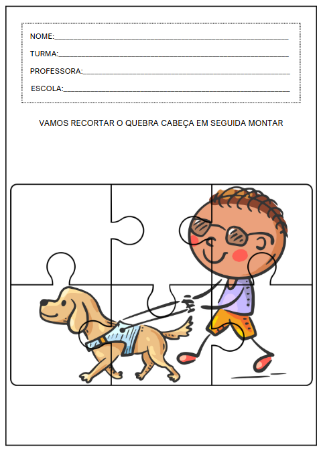 NOME:
TURMA:
PROFESSORA:
ESCOLA:
VAMOS RECORTAR O QUEBRA CABEÇA EM SEGUIDA MONTAR